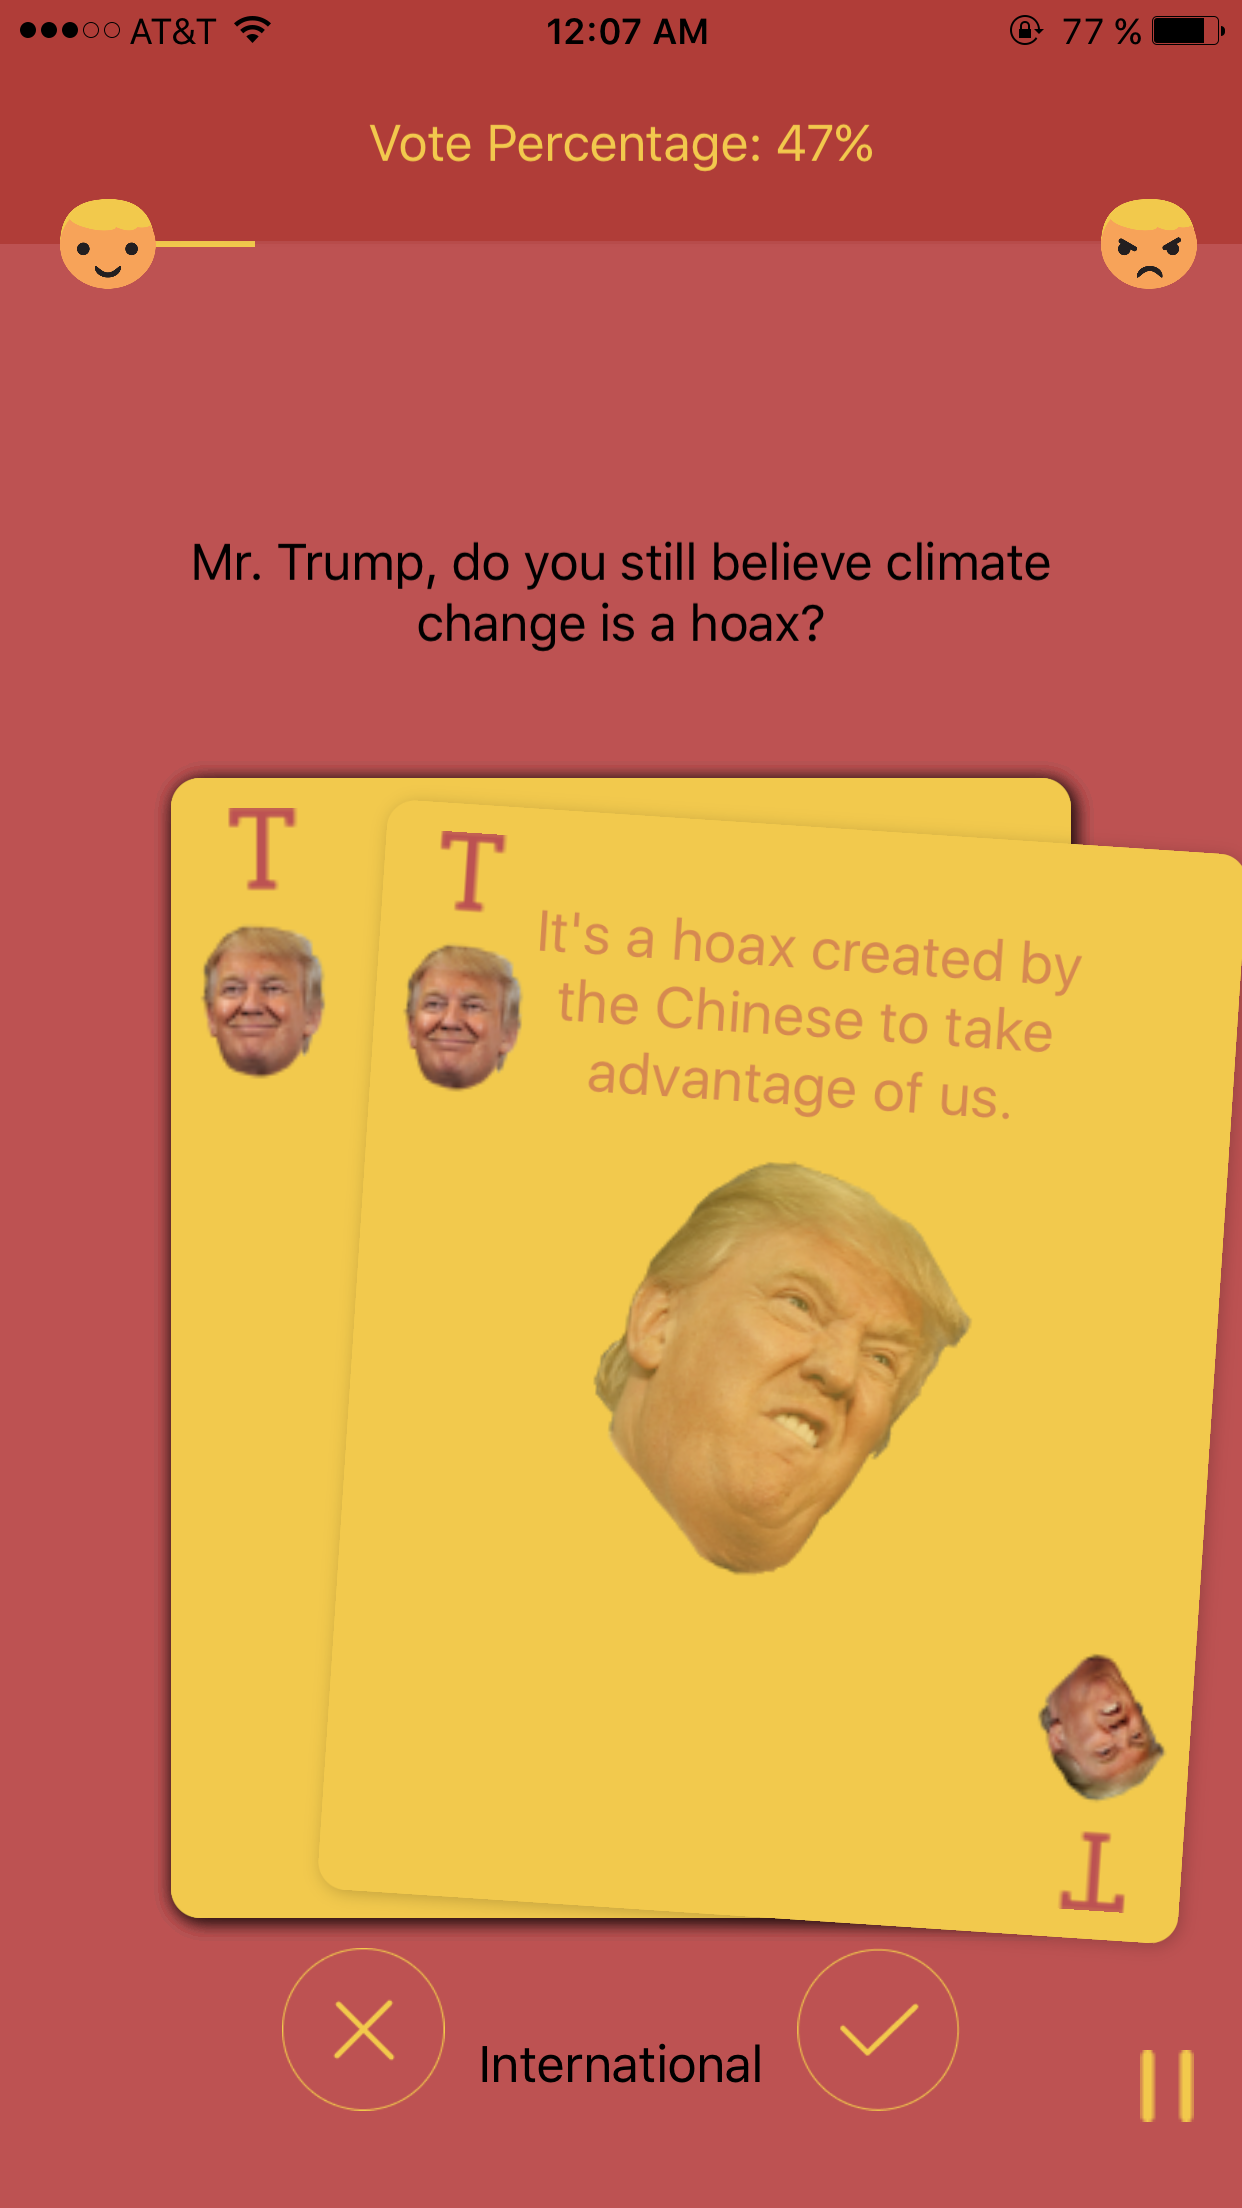 AT&T 12:07 AM 77 %
Vote Percentage: 47%
Mr. Trump, do you still believe climate
change is a hoax?
T
T
It's a hoax created by
the Chinese to take
advantage of us.
T
International